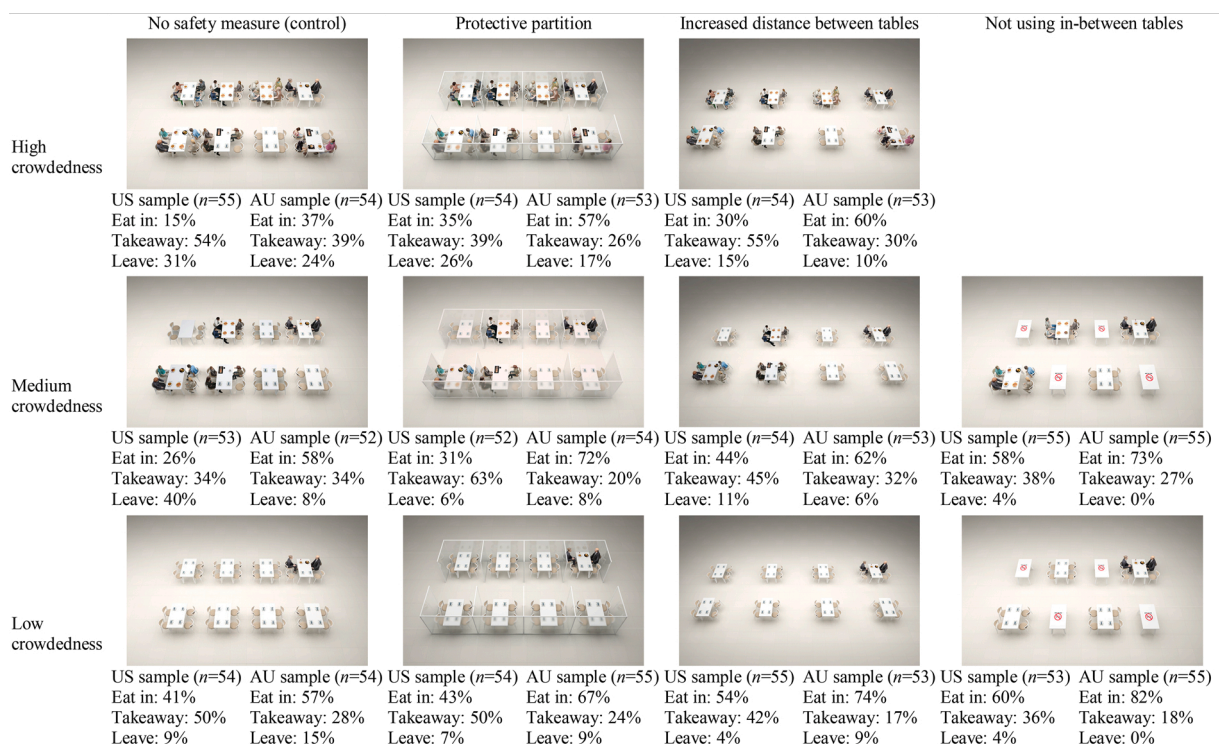 No safety measure (control) Protective partition Increased distance between tables Not using in-between tables
High
crowdedness
US sample (n=55) AU sample (n=54) US sample (n=54) AU sample (n=53) US sample (n=54) AU sample (n=53)
Eat in: 15% Eat in: 37% Eat in: 35% Eat in: 57% Eat in: 30% Eat in: 60%
Takeaway: 54% Takeaway: 39% Takeaway: 39% Takeaway: 26% Takeaway: 55% Takeaway: 30%
Leave: 31% Leave: 24% Leave: 26% Leave: 17% Leave: 15% Leave: 10%
Medium
crowdedness
US sample (n=53) AU sample (n=52) US sample (n=52) AU sample (n=54) US sample (n=54) AU sample (n=53) US sample (n=55) AU sample (n=55)
Eat in: 26% Eat in: 58% Eat in: 31% Eat in: 72% Eat in: 44% Eat in: 62% Eat in: 58% Eat in: 73%
Takeaway: 34% Takeaway: 34% Takeaway: 63% Takeaway: 20% Takeaway: 45% Takeaway: 32% Takeaway: 38% Takeaway: 27%
Leave: 40% Leave: 8% Leave: 6% Leave: 8% Leave: 11% Leave: 6% Leave: 4% Leave: 0%
Low
crowdedness
US sample (n=54) AU sample (n=54) US sample (n=54) AU sample (n=55) US sample (n=55) AU sample (n=53) US sample (n=53) AU sample (n=55)
Eat in: 41% Eat in: 57% Eat in: 43% Eat in: 67% Eat in: 54% Eat in: 74% Eat in: 60% Eat in: 82%
Takeaway: 50% Takeaway: 28% Takeaway: 50% Takeaway: 24% Takeaway: 42% Takeaway: 17% Takeaway: 36% Takeaway: 18%
Leave: 9% Leave: 15% Leave: 7% Leave: 9% Leave: 4% Leave: 9% Leave: 4% Leave: 0%